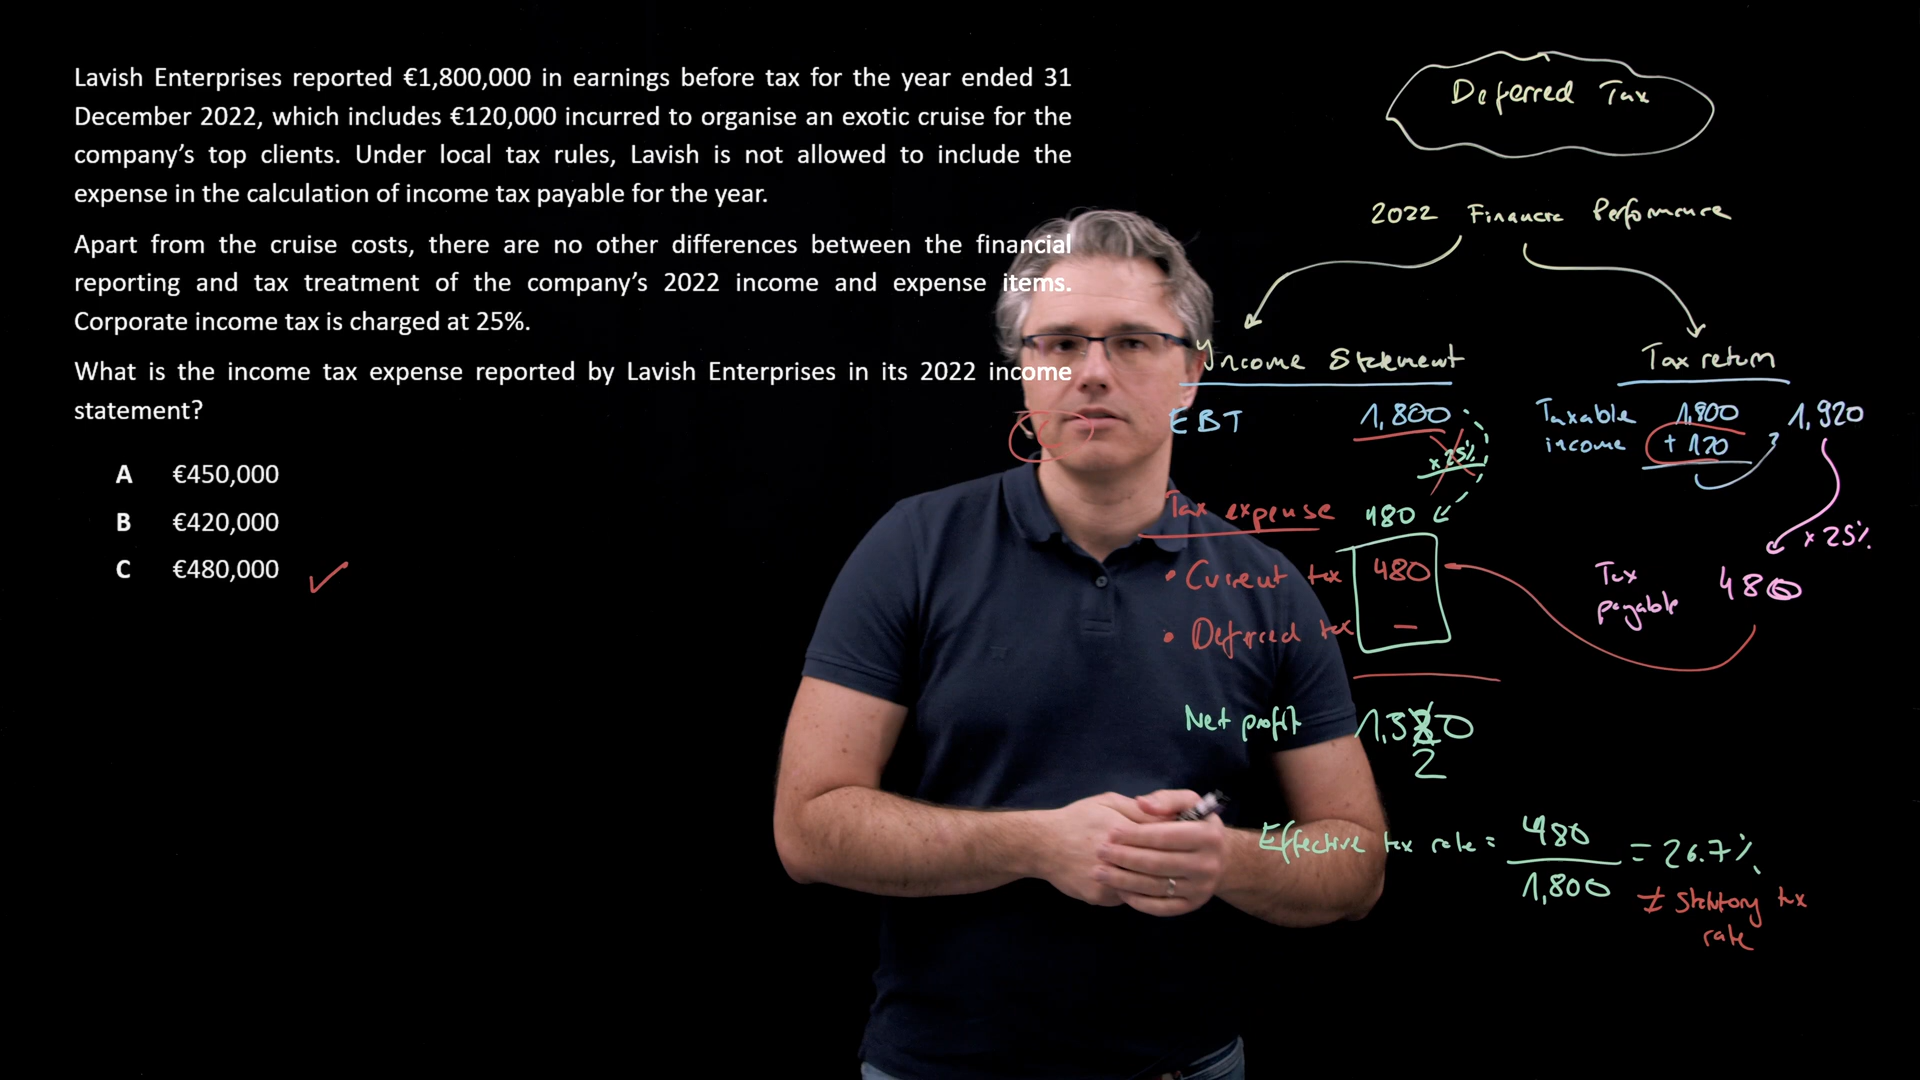 Lavish Enterprises reported €1,800,000 in earnings before tax for the year ended 31
December 2022, which includes €120,000 incurred to organise an exotic cruise for the
company's top clients. Under local tax rules, Lavish is not allowed to include the
expense in the calculation of income tax payable for the year.
Apart from the cruise costs, there are no other differences between the financial
reporting and tax treatment of the company's 2022 income and expense items.
Corporate income tax is charged at 25%.
What is the income tax expense reported by Lavish Enterprises in its 2022 income
statement?
A €450,000
B €420,000
C €480,000
Deferred Tax
2022 Performance
Income Statement
EBT 1,800
x25%
Tax expense 480
• Current tax 480
• Deferred tax –
Net profit 1,3 0
2
Tax return
Taxable 1,800 1,920
income + 120
x 25%
Tax
payable 480
Effective tax rate = 480 / 1,800 = 26.7%
≠ Statutory tax
rate